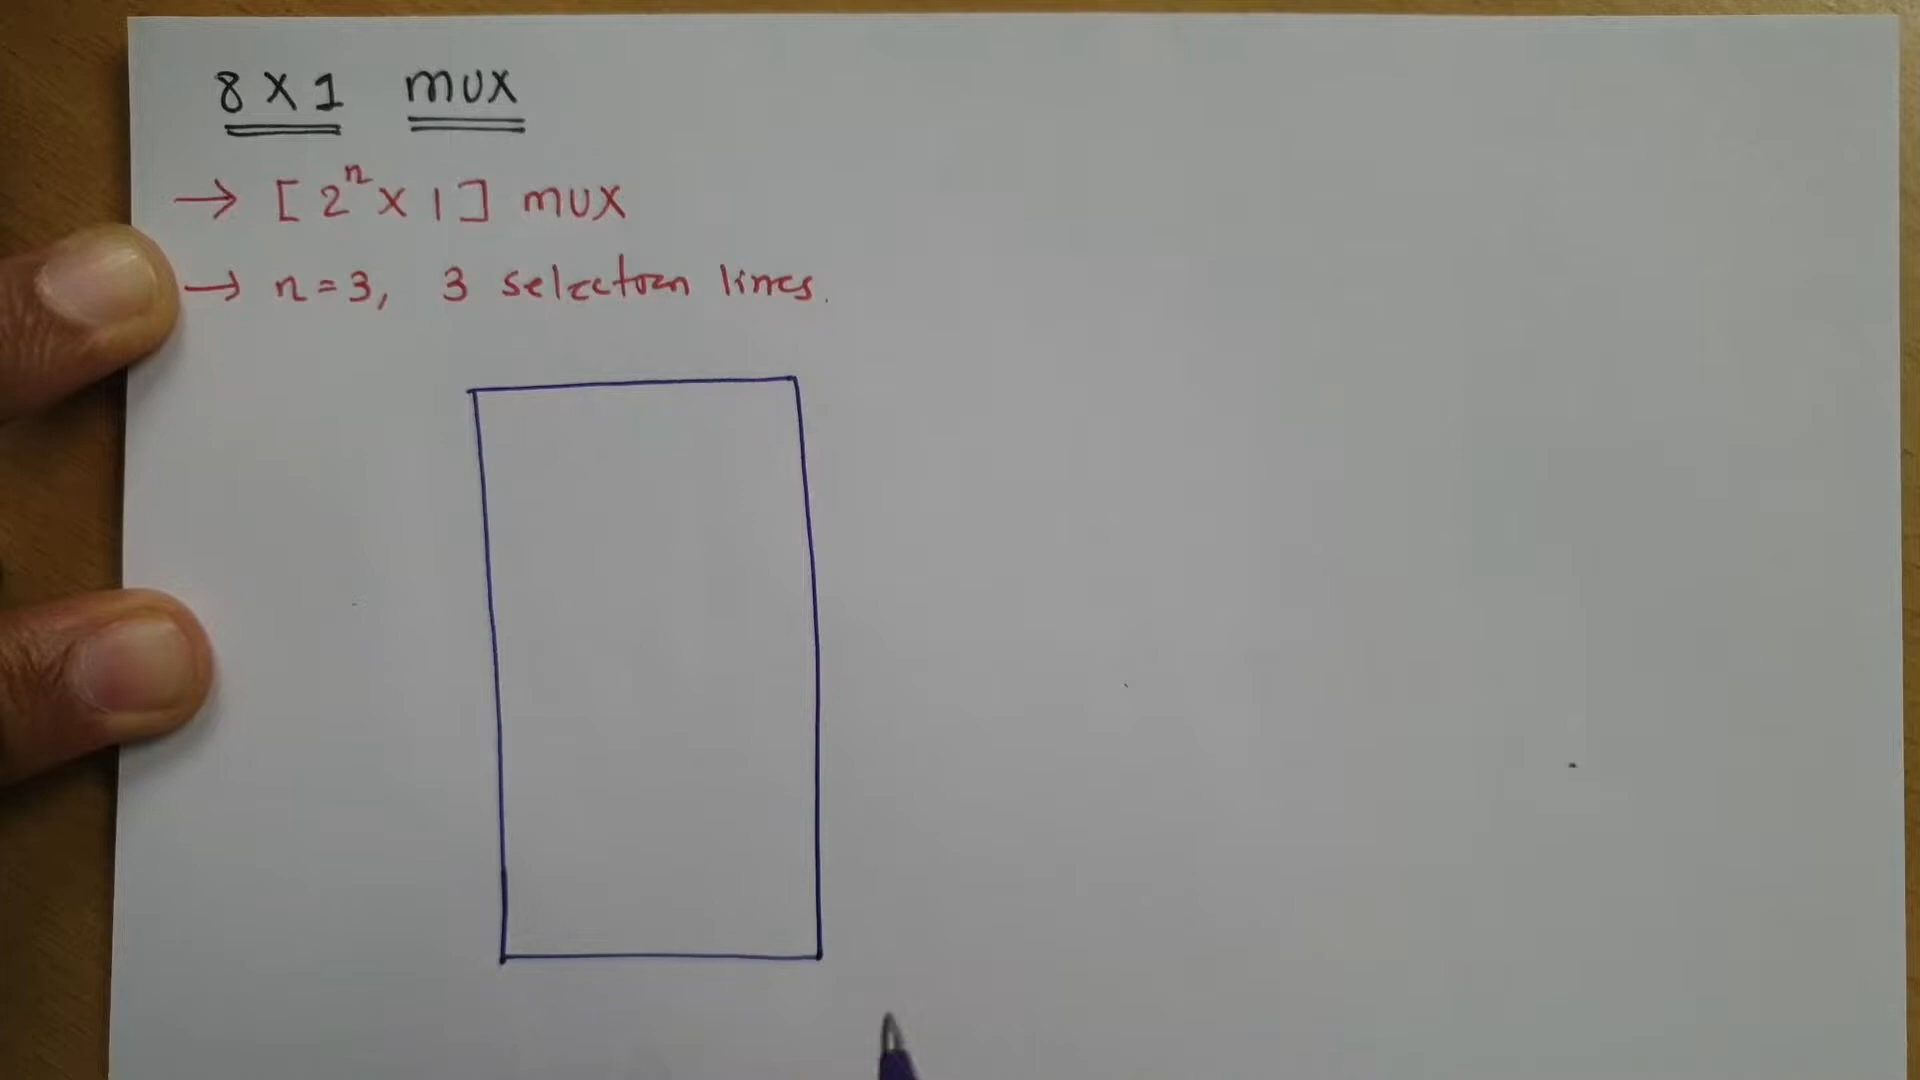 8 X 1 mux
→ [2ⁿ X 1] mux
→ n=3, 3 selection lines.